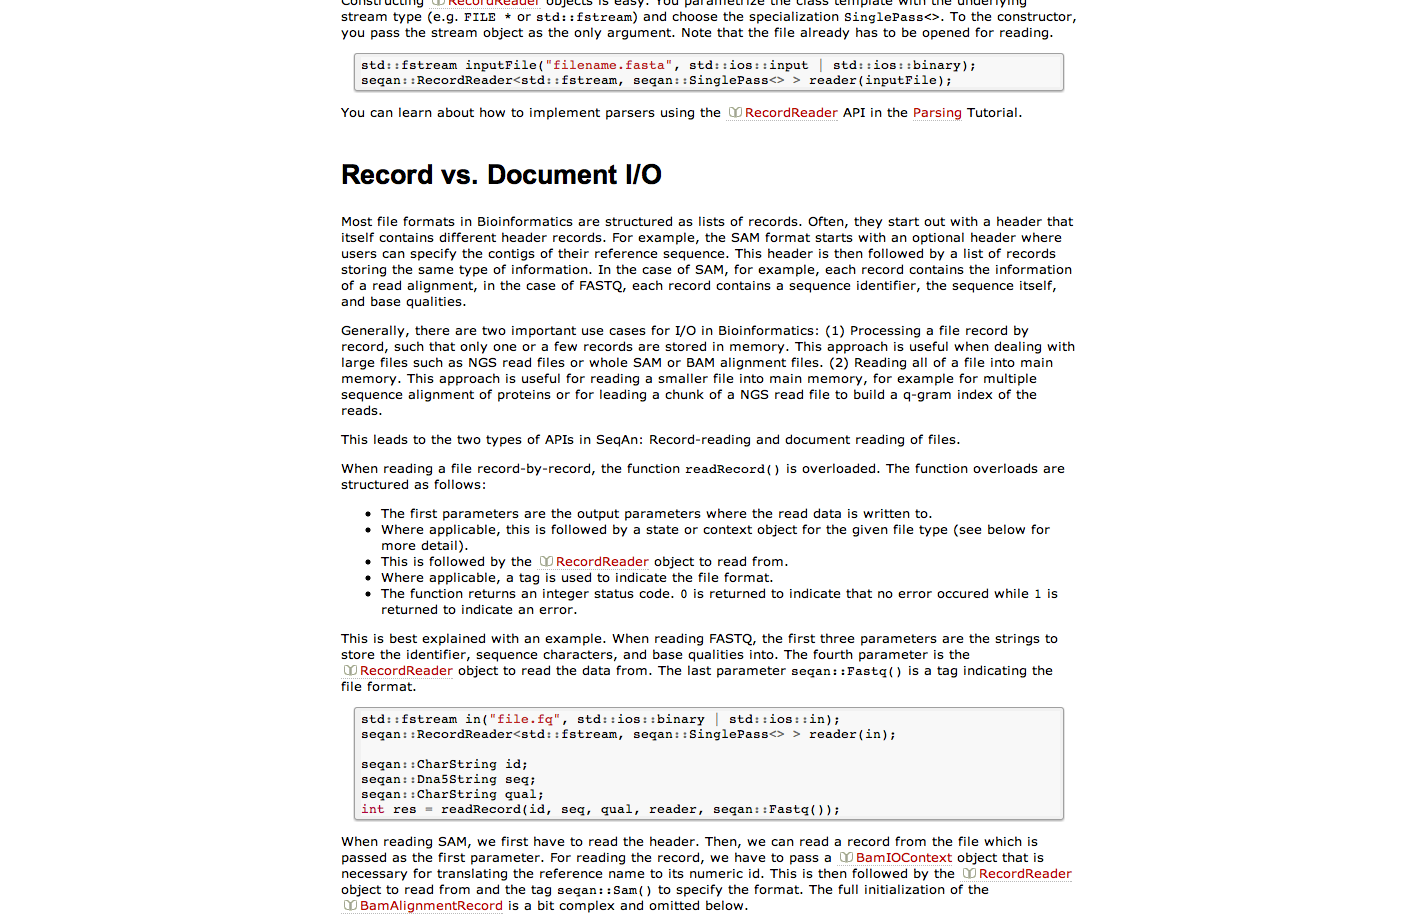 Constructing RecordReader objects is easy. You parametrize the class template with the underlying
stream type (e.g. FILE * or std::fstream) and choose the specialization SinglePass<>. To the constructor,
you pass the stream object as the only argument. Note that the file already has to be opened for reading.
std::fstream inputFile("filename.fasta", std::ios::input | std::ios::binary);
seqan::RecordReader<std::fstream, seqan::SinglePass<> > reader(inputFile);
You can learn about how to implement parsers using the RecordReader API in the Parsing Tutorial.
Record vs. Document I/O
Most file formats in Bioinformatics are structured as lists of records. Often, they start out with a header that
itself contains different header records. For example, the SAM format starts with an optional header where
users can specify the contigs of their reference sequence. This header is then followed by a list of records
storing the same type of information. In the case of SAM, for example, each record contains the information
of a read alignment, in the case of FASTQ, each record contains a sequence identifier, the sequence itself,
and base qualities.
Generally, there are two important use cases for I/O in Bioinformatics: (1) Processing a file record by
record, such that only one or a few records are stored in memory. This approach is useful when dealing with
large files such as NGS read files or whole SAM or BAM alignment files. (2) Reading all of a file into main
memory. This approach is useful for reading a smaller file into main memory, for example for multiple
sequence alignment of proteins or for leading a chunk of a NGS read file to build a q-gram index of the
reads.
This leads to the two types of APIs in SeqAn: Record-reading and document reading of files.
When reading a file record-by-record, the function readRecord() is overloaded. The function overloads are
structured as follows:
• The first parameters are the output parameters where the read data is written to.
• Where applicable, this is followed by a state or context object for the given file type (see below for
more detail).
• This is followed by the RecordReader object to read from.
• Where applicable, a tag is used to indicate the file format.
• The function returns an integer status code. 0 is returned to indicate that no error occured while 1 is
returned to indicate an error.
This is best explained with an example. When reading FASTQ, the first three parameters are the strings to
store the identifier, sequence characters, and base qualities into. The fourth parameter is the
RecordReader object to read the data from. The last parameter seqan::Fastq() is a tag indicating the
file format.
std::fstream in("file.fq", std::ios::binary | std::ios::in);
seqan::RecordReader<std::fstream, seqan::SinglePass<> > reader(in);
seqan::CharString id;
seqan::Dna5String seq;
seqan::CharString qual;
int res = readRecord(id, seq, qual, reader, seqan::Fastq());
When reading SAM, we first have to read the header. Then, we can read a record from the file which is
passed as the first parameter. For reading the record, we have to pass a BamIOContext object that is
necessary for translating the reference name to its numeric id. This is then followed by the RecordReader
object to read from and the tag seqan::Sam() to specify the format. The full initialization of the
BamAlignmentRecord is a bit complex and omitted below.